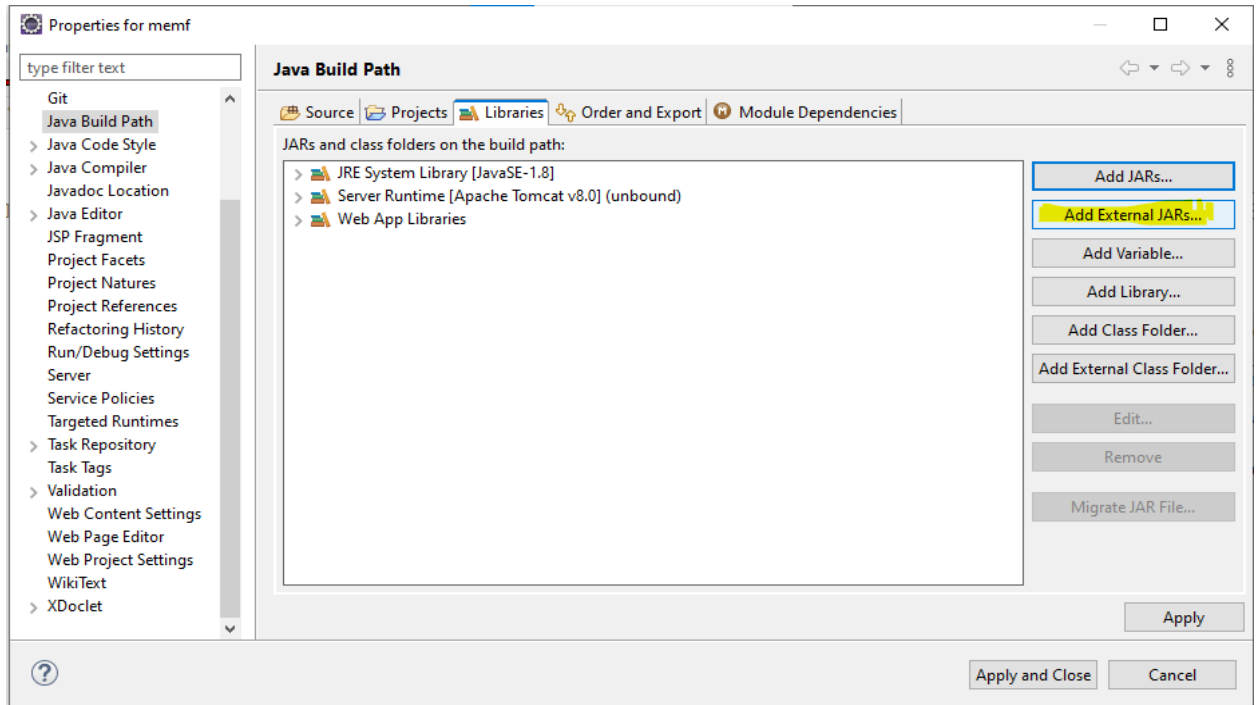 Properties for memf
type filter text
Git
Java Build Path
Java Code Style
Java Compiler
Javadoc Location
Java Editor
JSP Fragment
Project Facets
Project Natures
Project References
Refactoring History
Run/Debug Settings
Server
Service Policies
Targeted Runtimes
Task Repository
Task Tags
Validation
Web Content Settings
Web Page Editor
Web Project Settings
WikiText
XDoclet
Java Build Path
Source Projects Libraries Order and Export Module Dependencies
JARs and class folders on the build path:
JRE System Library [JavaSE-1.8]
Server Runtime [Apache Tomcat v8.0] (unbound)
Web App Libraries
Add JARs...
Add External JARs...
Add Variable...
Add Library...
Add Class Folder...
Add External Class Folder...
Edit...
Remove
Migrate JAR File...
Apply
Apply and Close Cancel